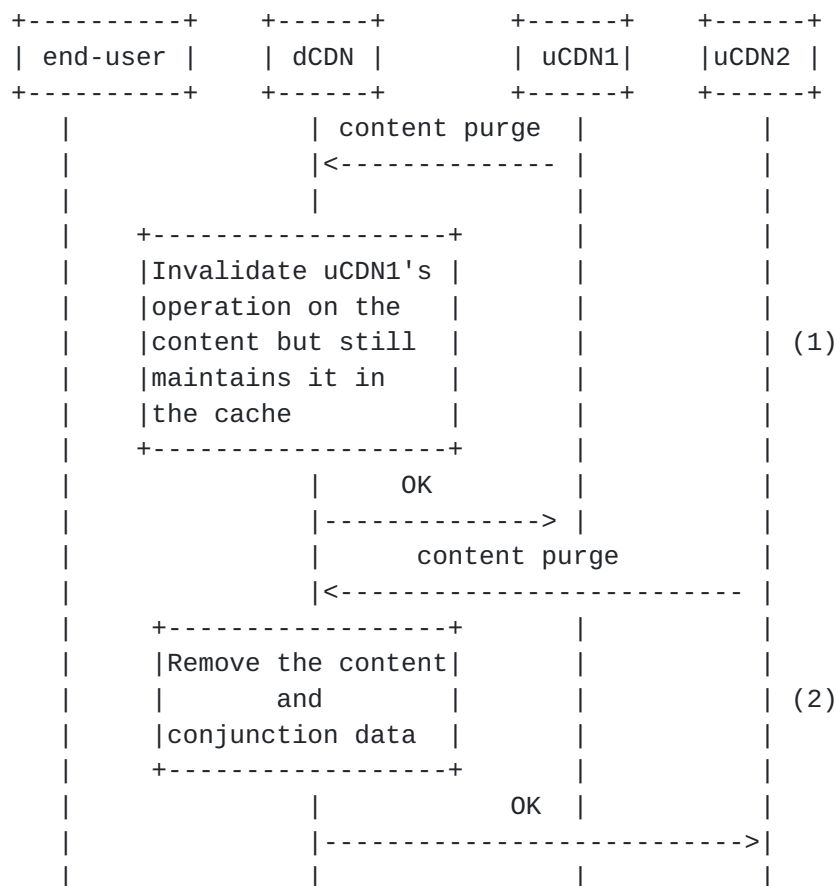 end-user dCDN uCDN1 uCDN2
content purge
Invalidate uCDN1's
operation on the
content but still (1)
maintains it in
the cache
OK
content purge
Remove the content
and (2)
conjunction data
OK